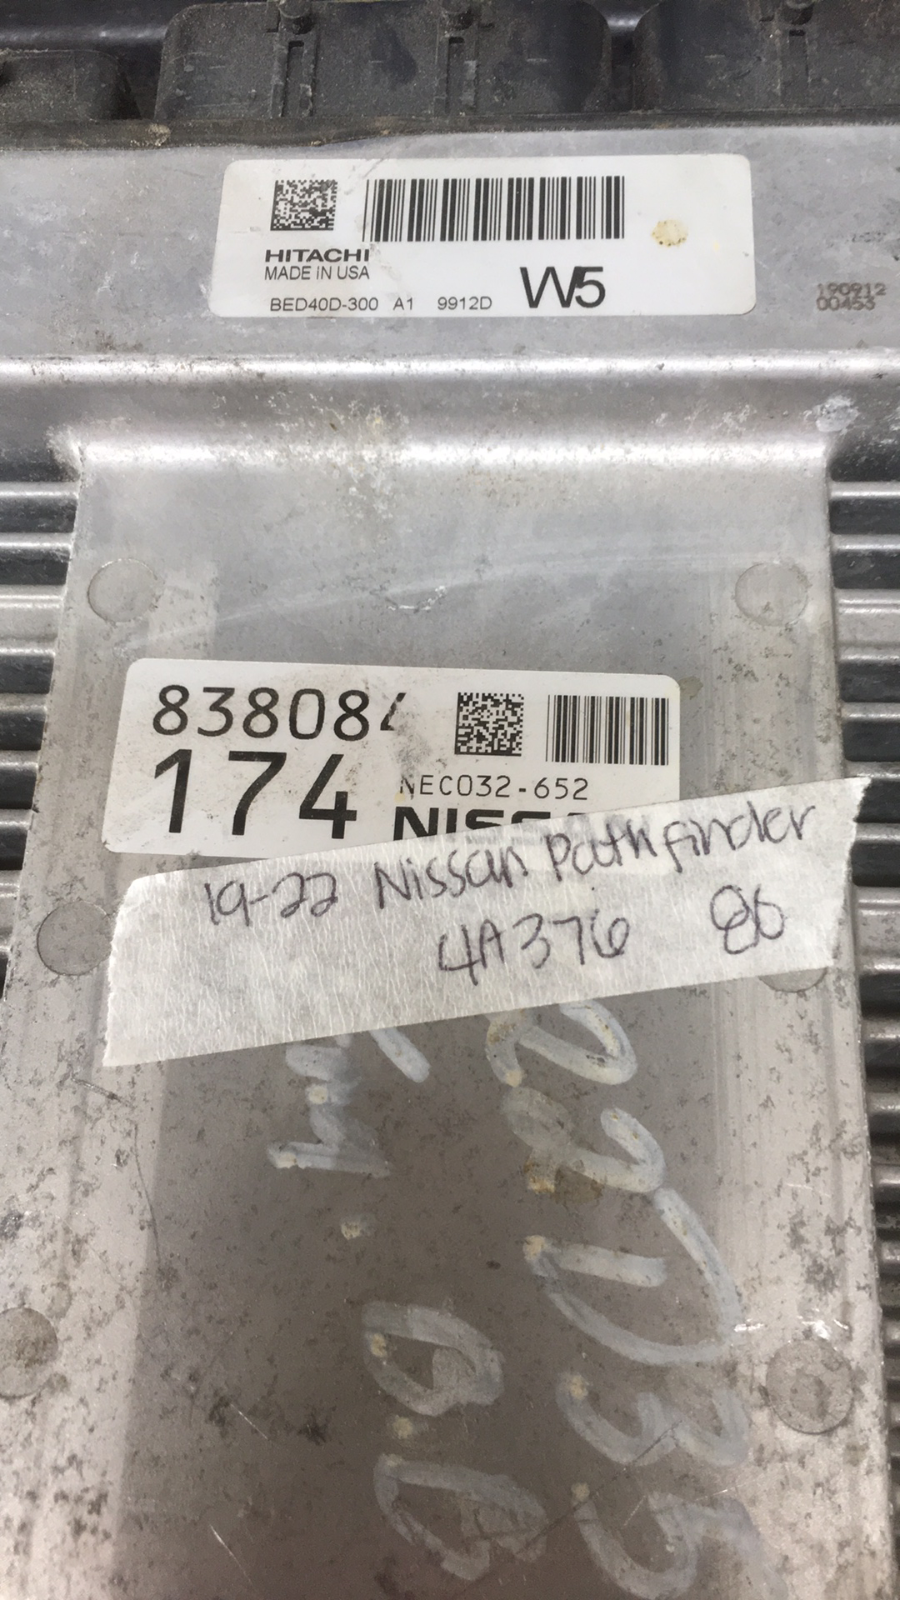 HITACHI
MADE IN USA
BED40D-300 A1 9912D W5
190912
00453
838084
174 NEC032-652
NISSA
19-22 Nissan Pathfinder
4A376 86